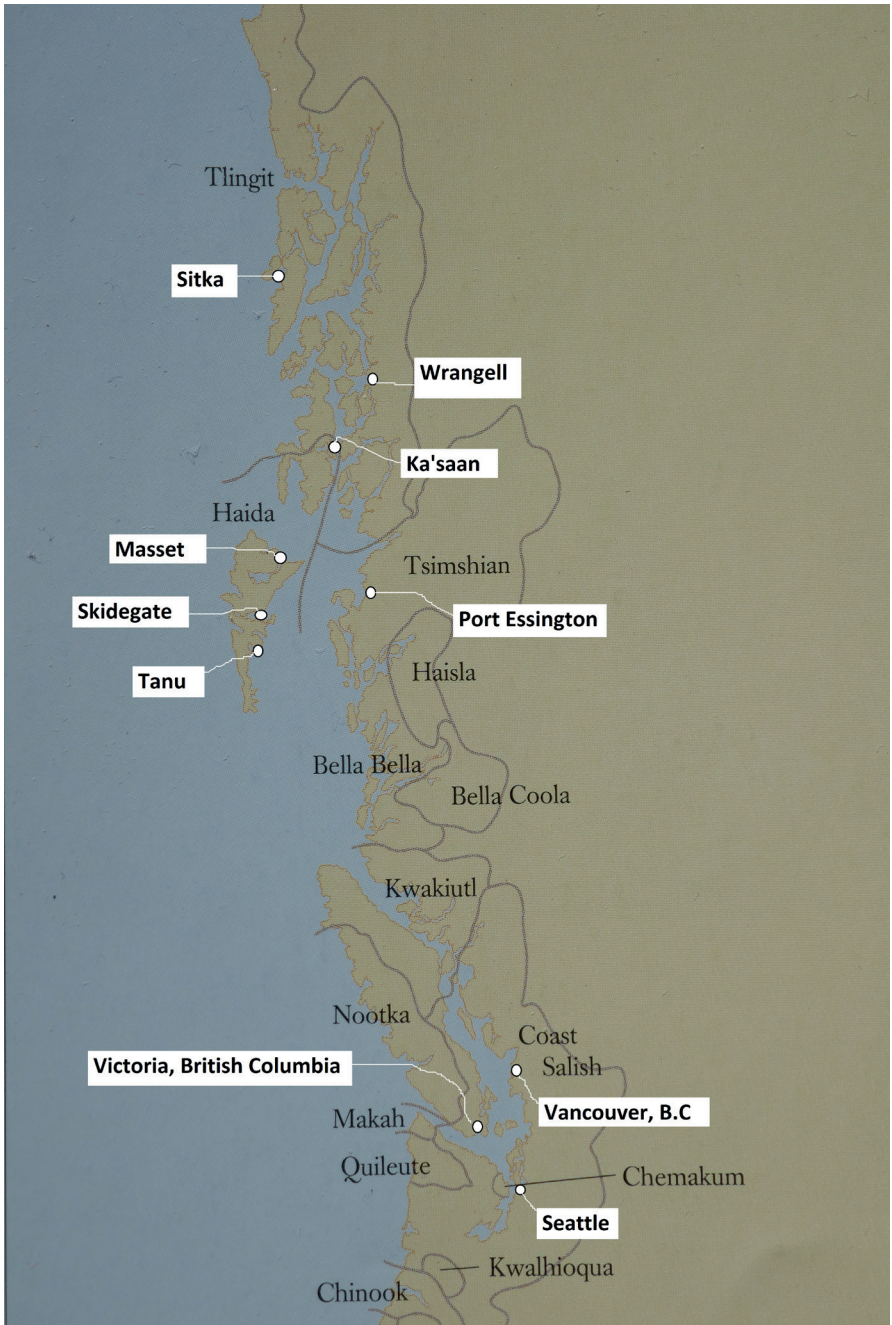 Tlingit
Sitka
Wrangell
Ka'saan
Haida
Masset
Tsimshian
Skidegate
Port Essington
Haisla
Tanu
Bella Bella
Bella Coola
Kwakiutl
Nootka
Coast
Salish
Victoria, British Columbia
Vancouver, B.C
Makah
Quileute
Chemakum
Seattle
Kwalhioqua
Chinook